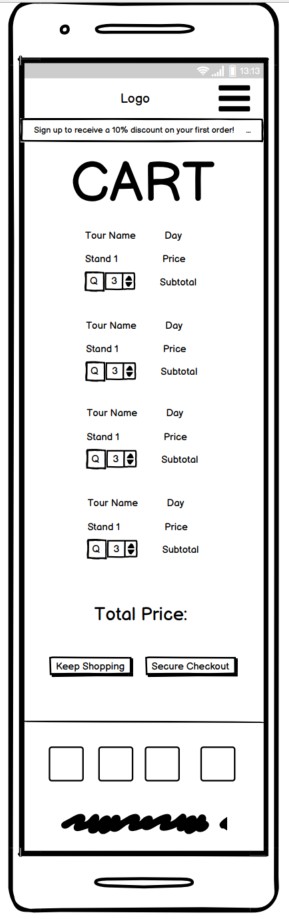 13:13
Logo
Sign up to receive a 10% discount on your first order! ...
CART
Tour Name Day
Stand 1 Price
Q 3 Subtotal
Tour Name Day
Stand 1 Price
Q 3 Subtotal
Tour Name Day
Stand 1 Price
Q 3 Subtotal
Tour Name Day
Stand 1 Price
Q 3 Subtotal
Total Price:
Keep Shopping Secure Checkout